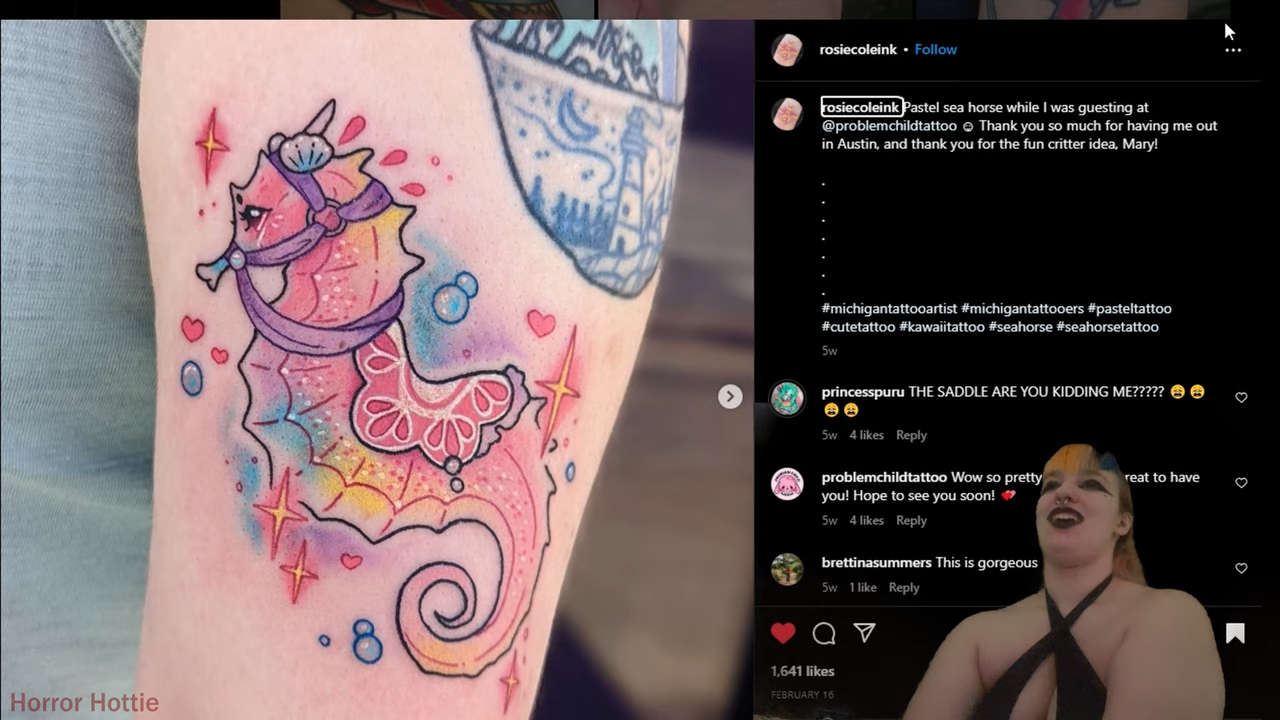 rosiecoleink • Follow
rosiecoleink Pastel sea horse while I was guesting at
@problemchildtattoo ☺ Thank you so much for having me out
in Austin, and thank you for the fun critter idea, Mary!
.
.
.
.
.
.
.
#michigantattooartist #michigantattooers #pasteltattoo
#cutetattoo #kawaiitattoo #seahorse #seahorsetattoo
5w
princesspuru THE SADDLE ARE YOU KIDDING ME????? 😩 😩
😩 😩
5w 4 likes Reply
problemchildtattoo Wow so pretty reat to have
you! Hope to see you soon! 💘
5w 4 likes Reply
brettinasummers This is gorgeous
5w 1 like Reply
1,641 likes
FEBRUARY 16
Horror Hottie